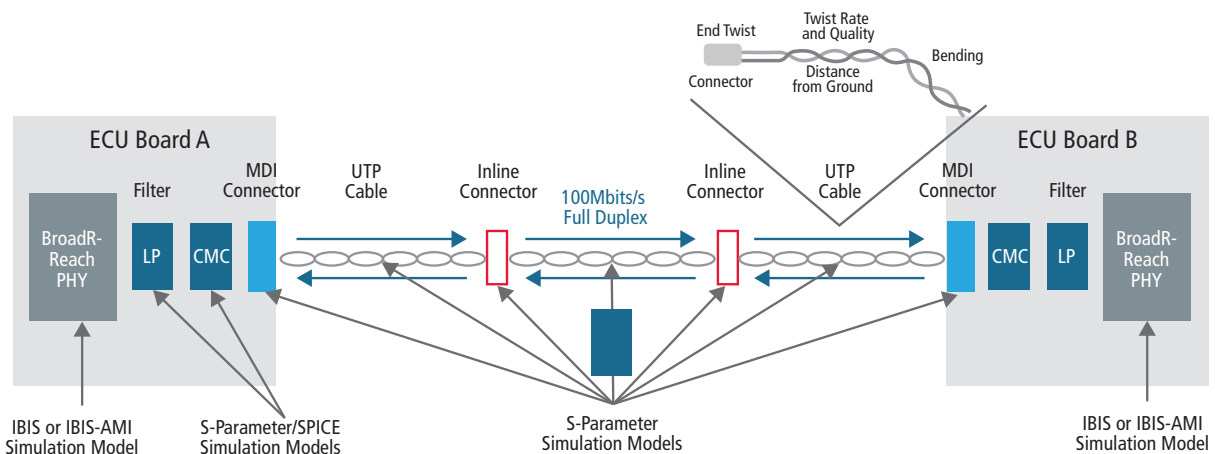 End Twist
Twist Rate
and Quality
Bending
Connector
Distance
from Ground
ECU Board A
ECU Board B
Filter
MDI
Connector
UTP
Cable
Inline
Connector
100Mbits/s
Full Duplex
Inline
Connector
UTP
Cable
MDI
Connector
Filter
BroadR-
Reach
PHY
LP
CMC
CMC
LP
BroadR-
Reach
PHY
IBIS or IBIS-AMI
Simulation Model
S-Parameter/SPICE
Simulation Models
S-Parameter
Simulation Models
IBIS or IBIS-AMI
Simulation Model